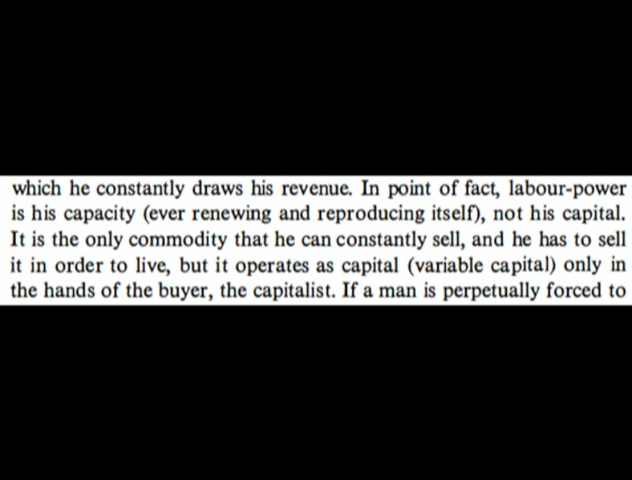 which he constantly draws his revenue. In point of fact, labour-power
is his capacity (ever renewing and reproducing itself), not his capital.
It is the only commodity that he can constantly sell, and he has to sell
it in order to live, but it operates as capital (variable capital) only in
the hands of the buyer, the capitalist. If a man is perpetually forced to